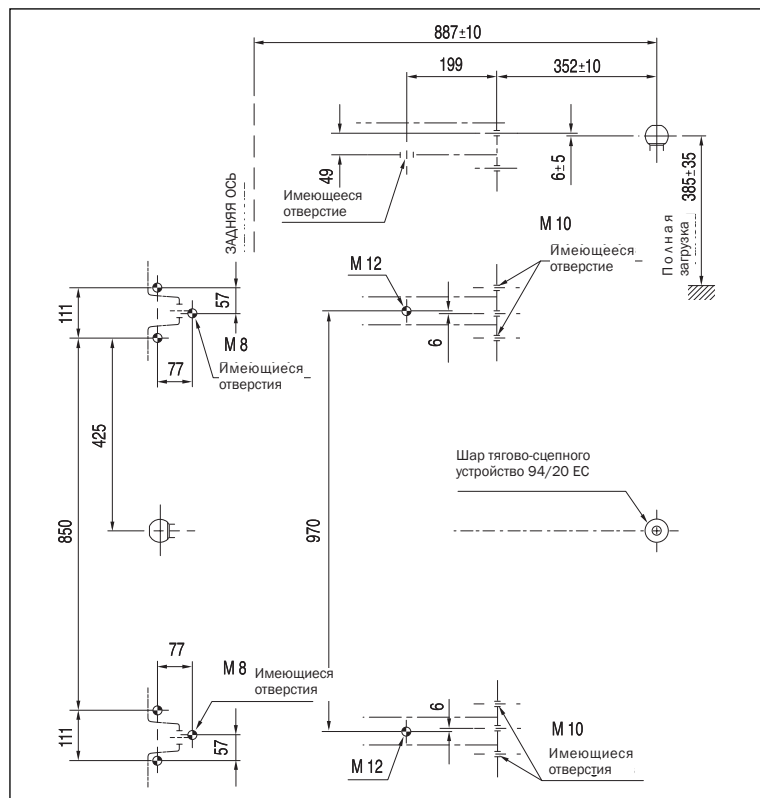 887±10
199
352±10
49
6±5
385±35
ЗАДНЯЯ ОСЬ
Имеющееся
отверстие
Полная
загрузка
M 10
Имеющееся
отверстие
M 12
111
57
6
M 8
Имеющиеся
отверстия
77
425
850
970
Шар тягово-сцепного
устройство 94/20 ЕС
77
M 8
Имеющиеся
отверстия
6
M 10
Имеющиеся
отверстия
111
57
M 12